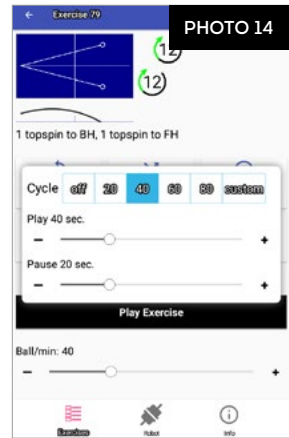 ← Exercise 79
PHOTO 14
12
12
1 topspin to BH, 1 topspin to FH
Cycle off 20 40 60 80 custom
Play 40 sec.
− +
Pause 20 sec.
− +
Play Exercise
Ball/min: 40
− +
Exercises Robot Info